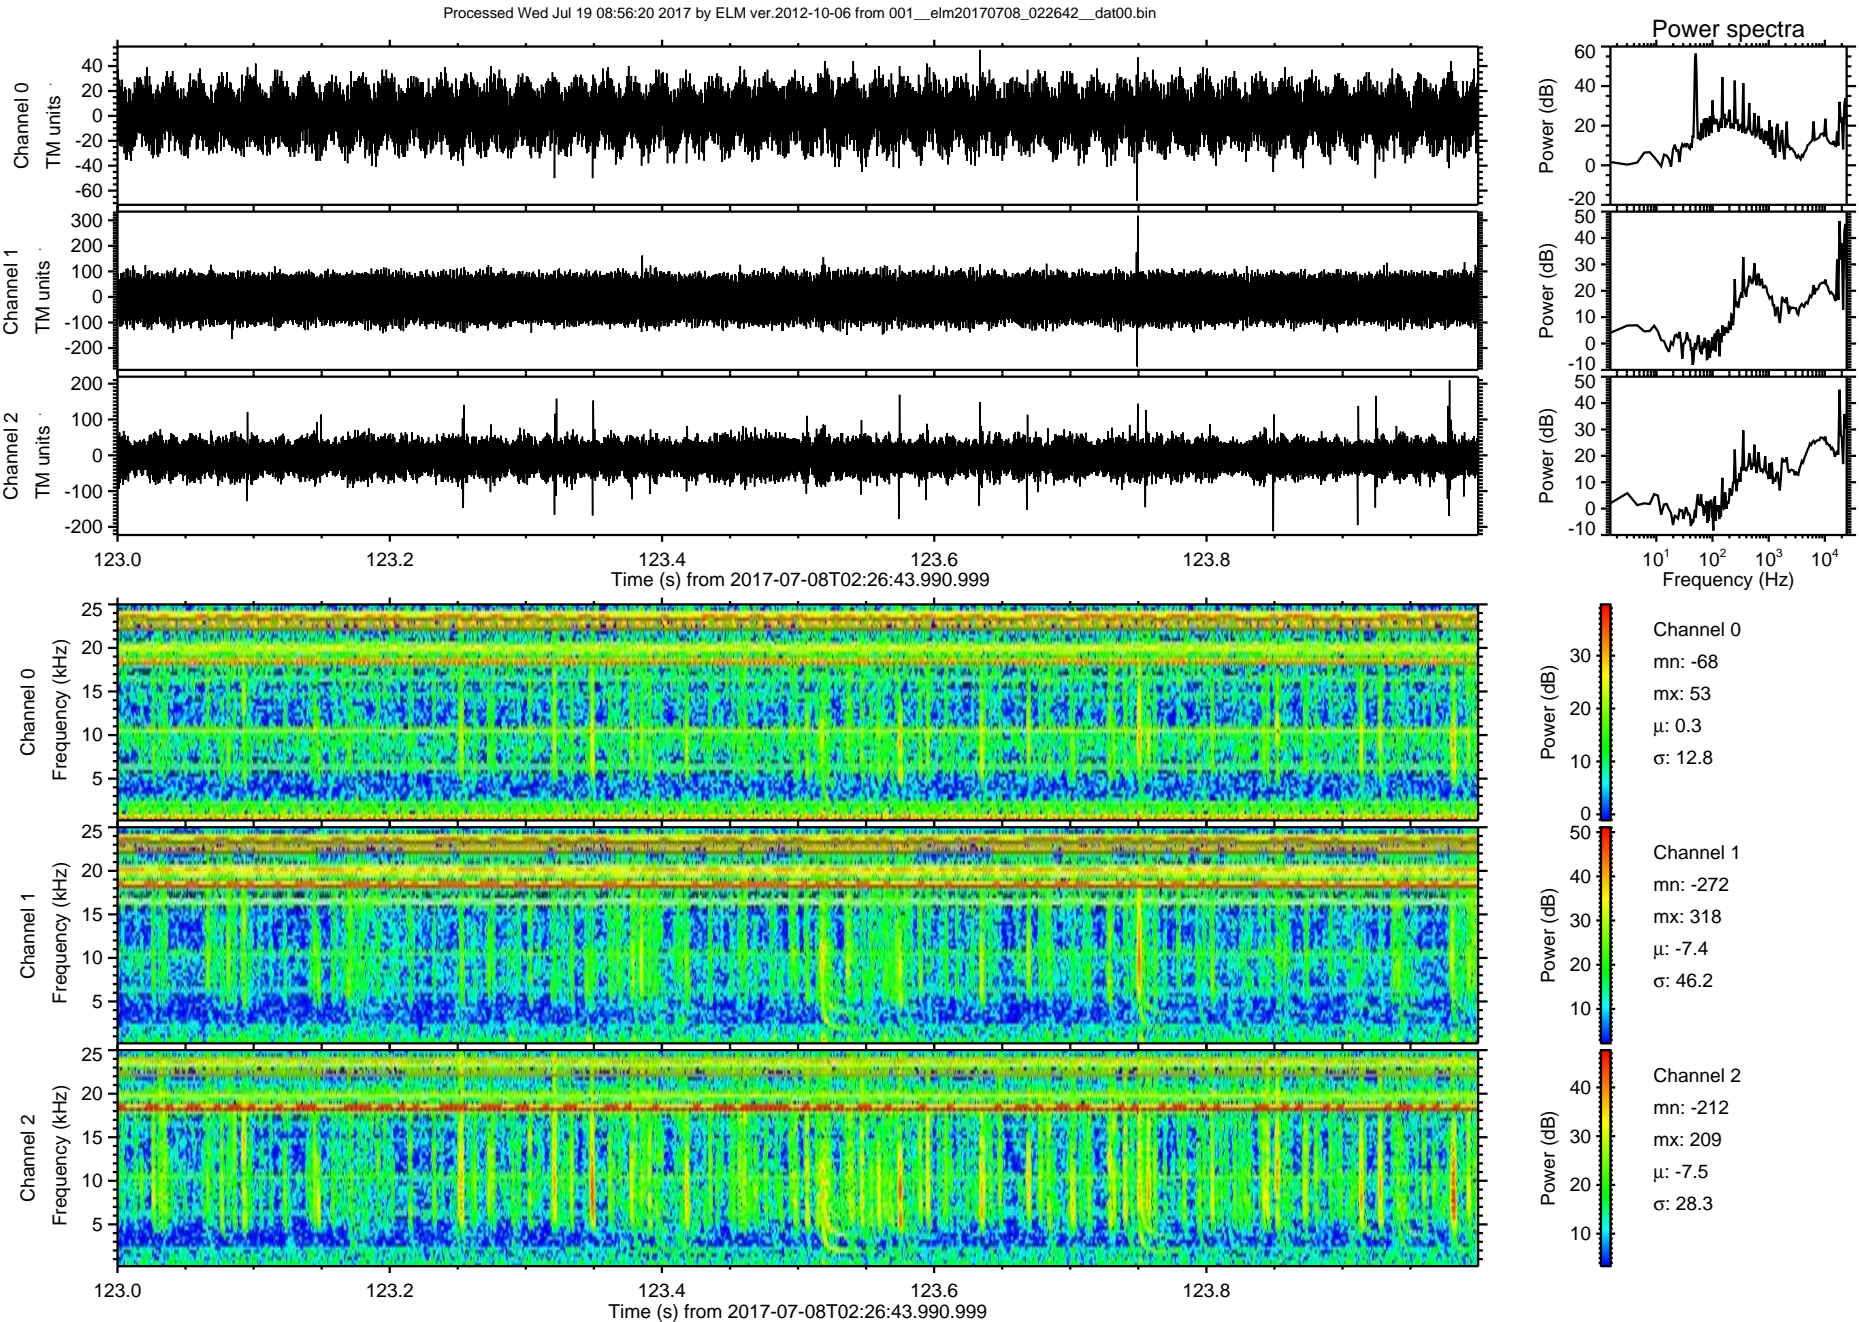 Processed Wed Jul 19 08:56:20 2017 by ELM ver.2012-10-06 from 001__elm20170708_022642__dat00.bin
Power spectra
Channel 0
TM units
40
20
0
-20
-40
-60
Power (dB)
60
40
20
0
-20
Channel 1
TM units
300
200
100
0
-100
-200
Power (dB)
50
40
30
20
10
0
-10
Channel 2
TM units
200
100
0
-100
-200
Power (dB)
50
40
30
20
10
0
-10
123.0 123.2 123.4 123.6 123.8
Time (s) from 2017-07-08T02:26:43.990.999
10¹ 10² 10³ 10⁴
Frequency (Hz)
Channel 0
Frequency (kHz)
25
20
15
10
5
Power (dB)
30
20
10
0
Channel 0
mn: -68
mx: 53
μ: 0.3
σ: 12.8
Channel 1
Frequency (kHz)
25
20
15
10
5
Power (dB)
50
40
30
20
10
Channel 1
mn: -272
mx: 318
μ: -7.4
σ: 46.2
Channel 2
Frequency (kHz)
25
20
15
10
5
Power (dB)
40
30
20
10
Channel 2
mn: -212
mx: 209
μ: -7.5
σ: 28.3
123.0 123.2 123.4 123.6 123.8
Time (s) from 2017-07-08T02:26:43.990.999